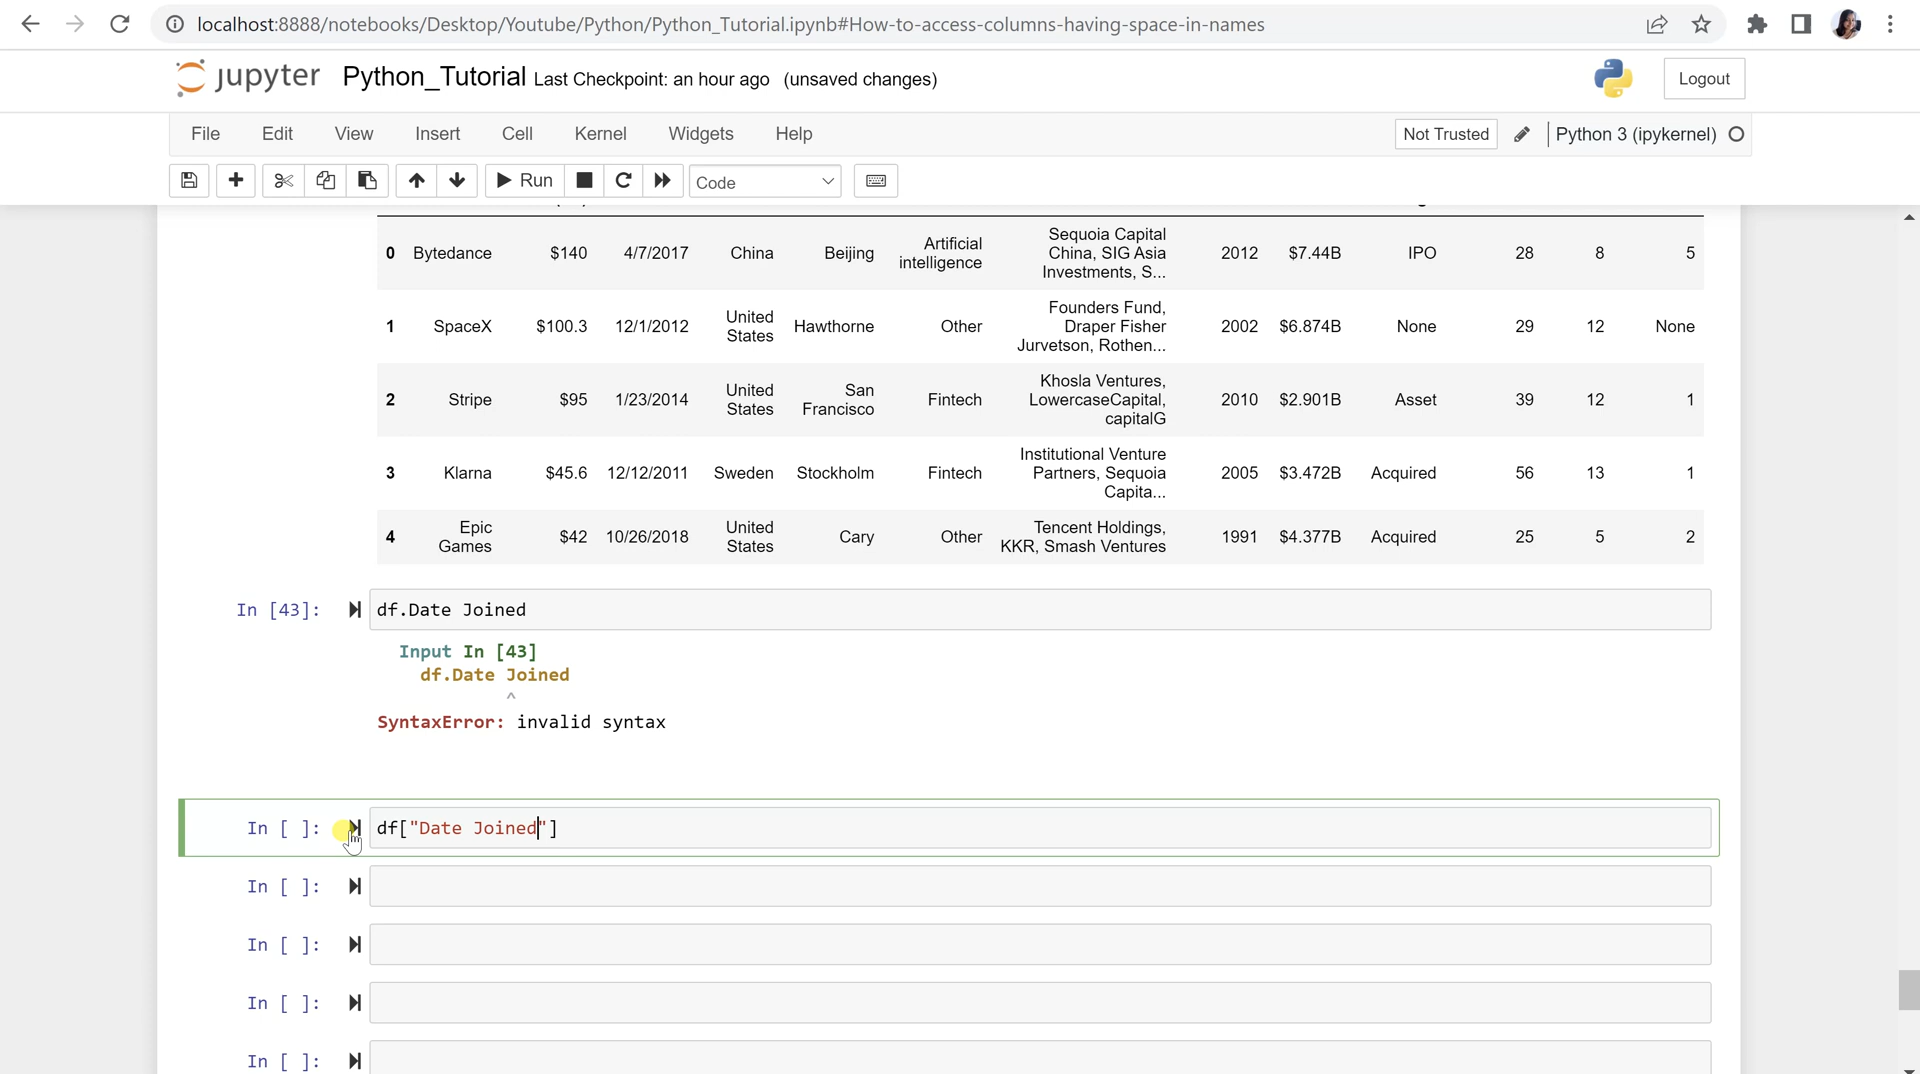 localhost:8888/notebooks/Desktop/Youtube/Python/Python_Tutorial.ipynb#How-to-access-columns-having-space-in-names
jupyter Python_Tutorial Last Checkpoint: an hour ago (unsaved changes) Logout
File Edit View Insert Cell Kernel Widgets Help Not Trusted Python 3 (ipykernel)
Run Code
0 Bytedance $140 4/7/2017 China Beijing Artificial intelligence Sequoia Capital China, SIG Asia Investments, S... 2012 $7.44B IPO 28 8 5
1 SpaceX $100.3 12/1/2012 United States Hawthorne Other Founders Fund, Draper Fisher Jurvetson, Rothen... 2002 $6.874B None 29 12 None
2 Stripe $95 1/23/2014 United States San Francisco Fintech Khosla Ventures, LowercaseCapital, capitalG 2010 $2.901B Asset 39 12 1
3 Klarna $45.6 12/12/2011 Sweden Stockholm Fintech Institutional Venture Partners, Sequoia Capita... 2005 $3.472B Acquired 56 13 1
4 Epic Games $42 10/26/2018 United States Cary Other Tencent Holdings, KKR, Smash Ventures 1991 $4.377B Acquired 25 5 2
In [43]: df.Date Joined
Input In [43]
df.Date Joined
^
SyntaxError: invalid syntax
In [ ]: df["Date Joined"]
In [ ]:
In [ ]:
In [ ]:
In [ ]: